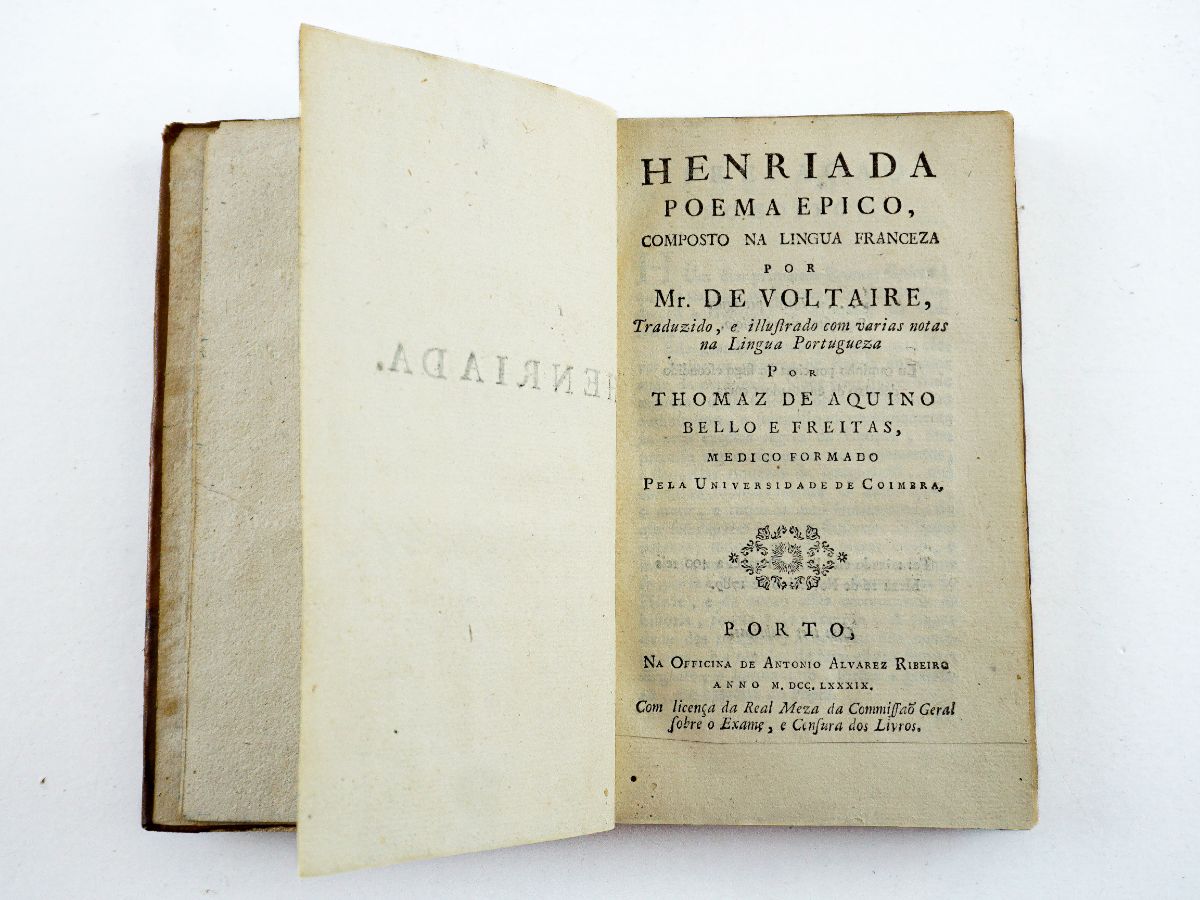 HENRIADA.
HENRIADA
POEMA EPICO,
COMPOSTO NA LINGUA FRANCEZA
POR
Mr. DE VOLTAIRE,
Traduzido, e illuſtrado com varias notas
na Lingua Portugueza
POR
THOMAZ DE AQUINO
BELLO E FREITAS,
MEDICO FORMADO
PELA UNIVERSIDADE DE COIMBRA,
PORTO,
NA OFFICINA DE ANTONIO ALVAREZ RIBEIRO
ANNO M. DCC. LXXXIX.
Com licença da Real Meza da Commiſſaõ Geral
ſobre o Exame, e Cenſura dos Livros.